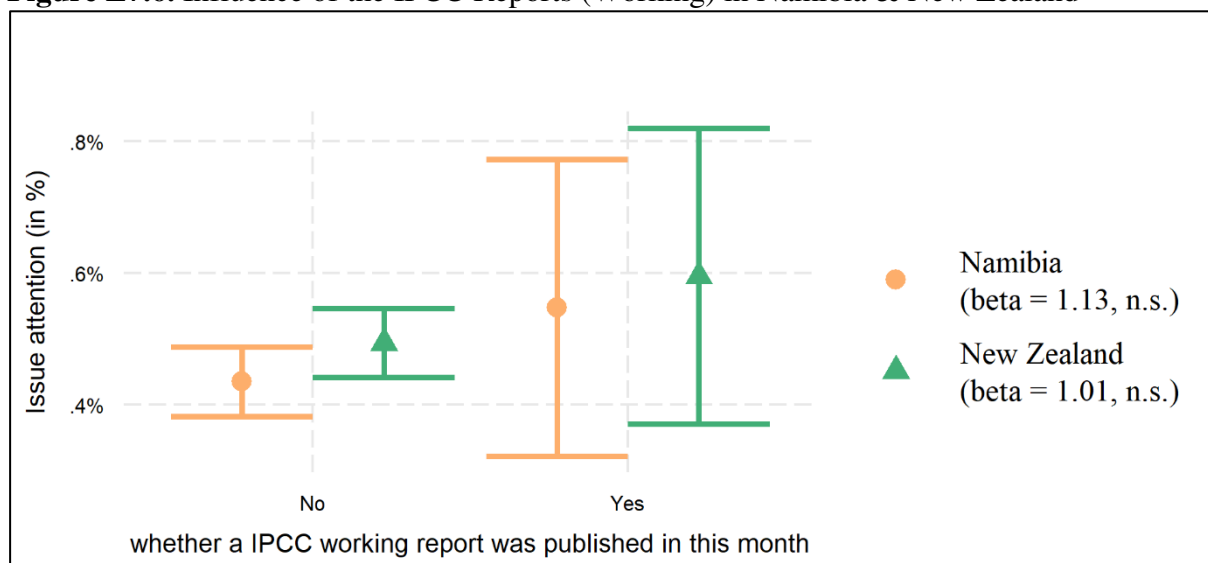 Issue attention (in %)
.8%
.6%
.4%
No
Yes
whether a IPCC working report was published in this month
Namibia
(beta = 1.13, n.s.)
New Zealand
(beta = 1.01, n.s.)